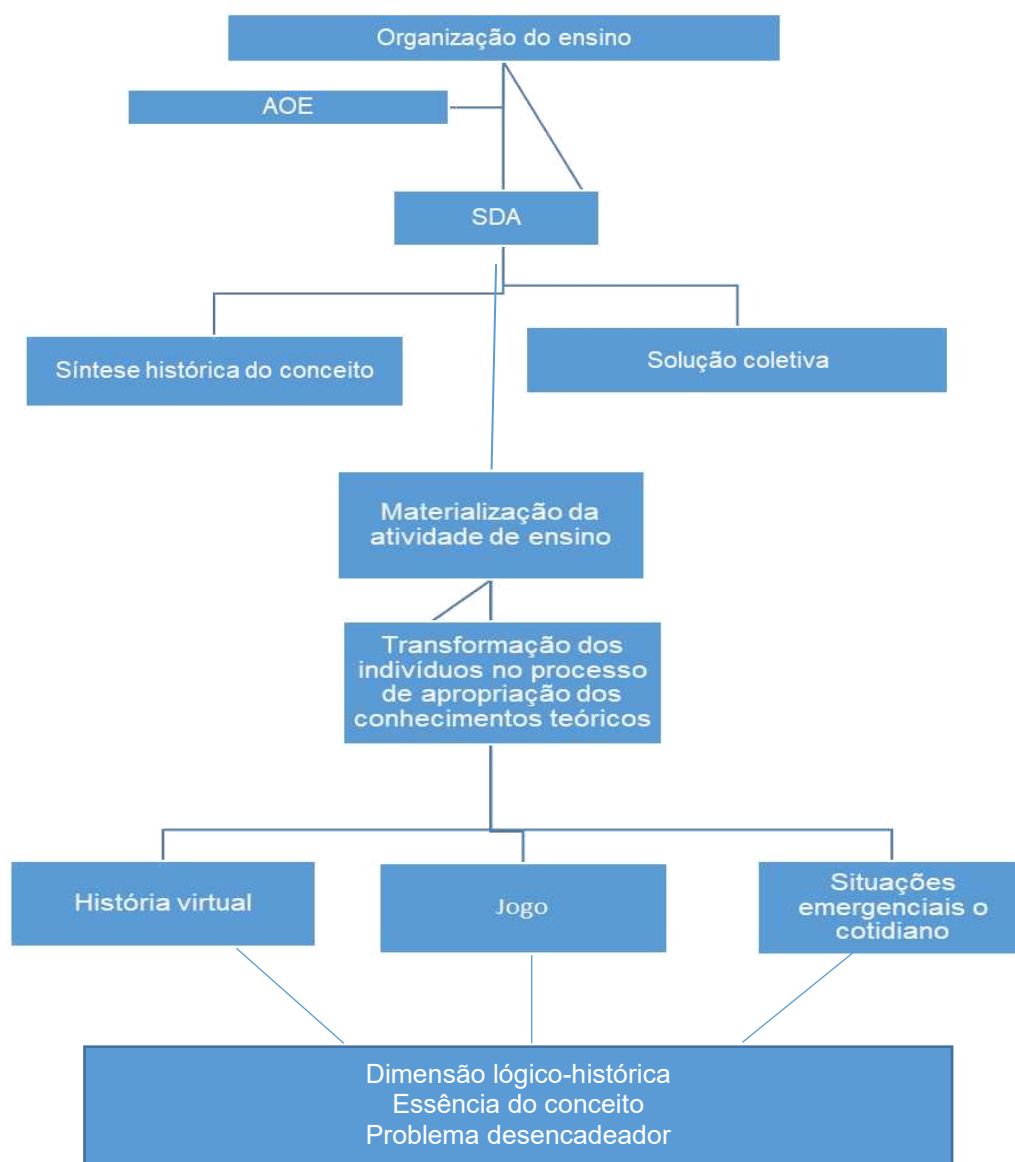 Organização do ensino
AOE
SDA
Síntese histórica do conceito
Solução coletiva
Materialização da
atividade de ensino
Transformação dos
indivíduos no processo
de apropriação dos
conhecimentos teóricos
História virtual
Jogo
Situações
emergenciais o
cotidiano
Dimensão lógico-histórica
Essência do conceito
Problema desencadeador